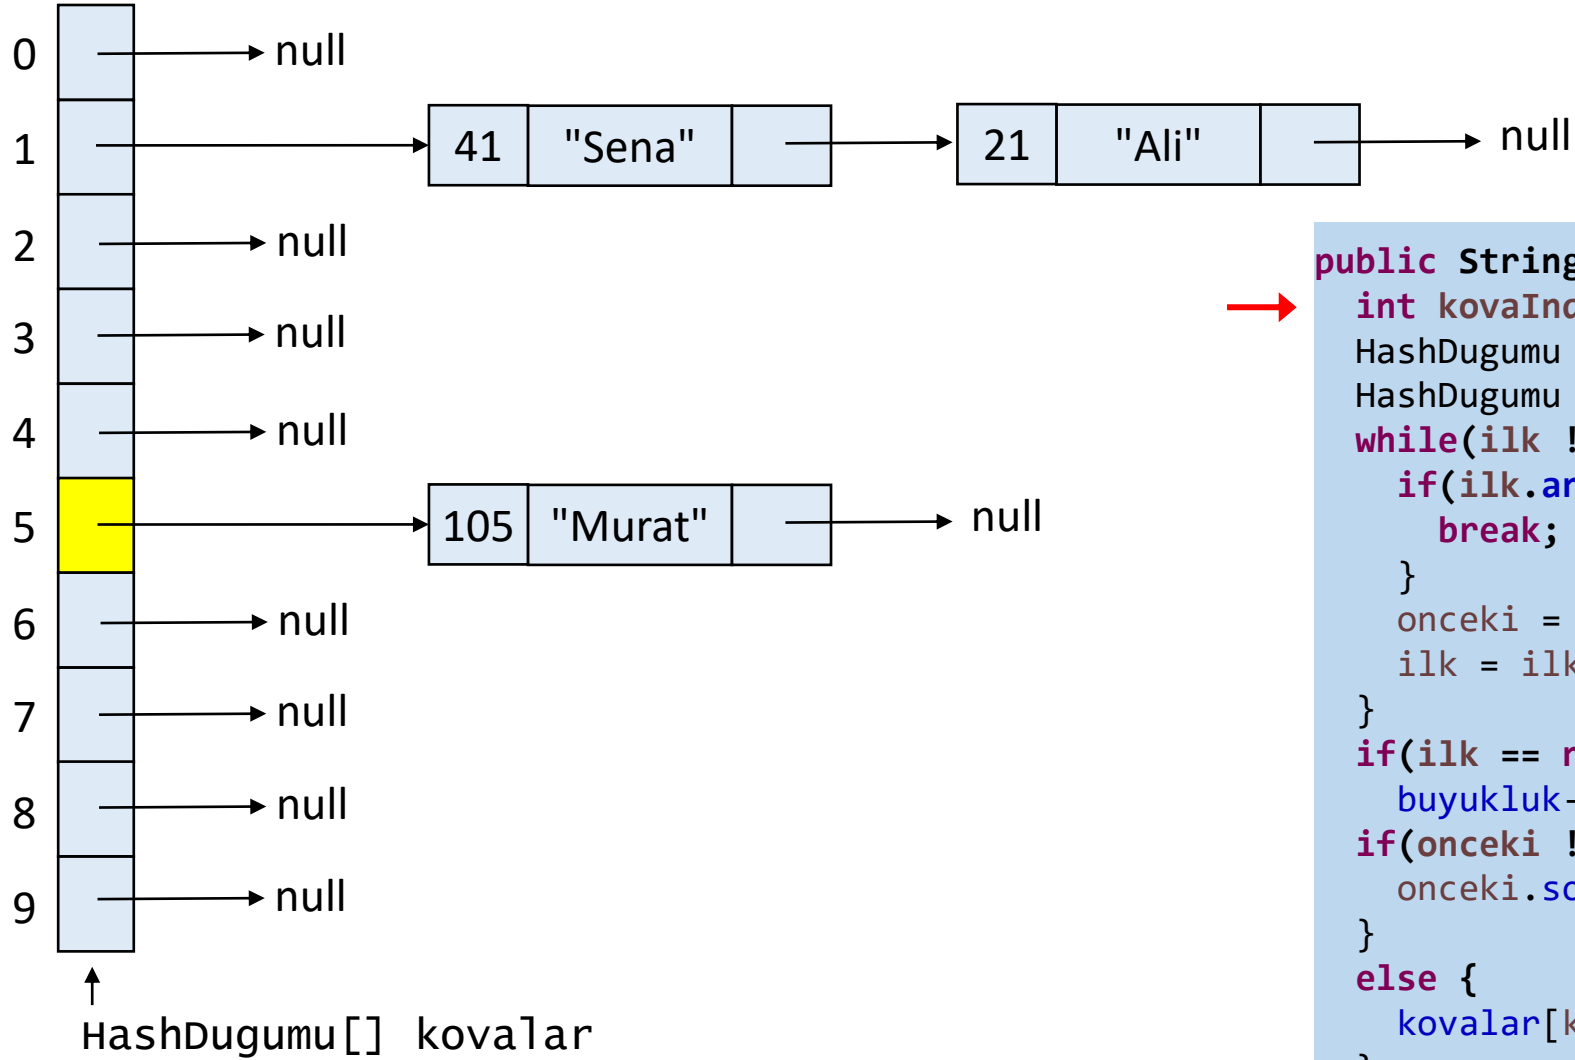 0 null
1 41 "Sena" 21 "Ali" null
2 null
3 null
4 null
5 105 "Murat" null
6 null
7 null
8 null
9 null
HashDugumu[] kovalar
public String
int kovaInd
HashDugumu
HashDugumu
while(ilk !
if(ilk.an
break;
}
onceki =
ilk = ilk
}
if(ilk == n
buyukluk-
if(onceki !
onceki.so
}
else {
kovalar[k
}